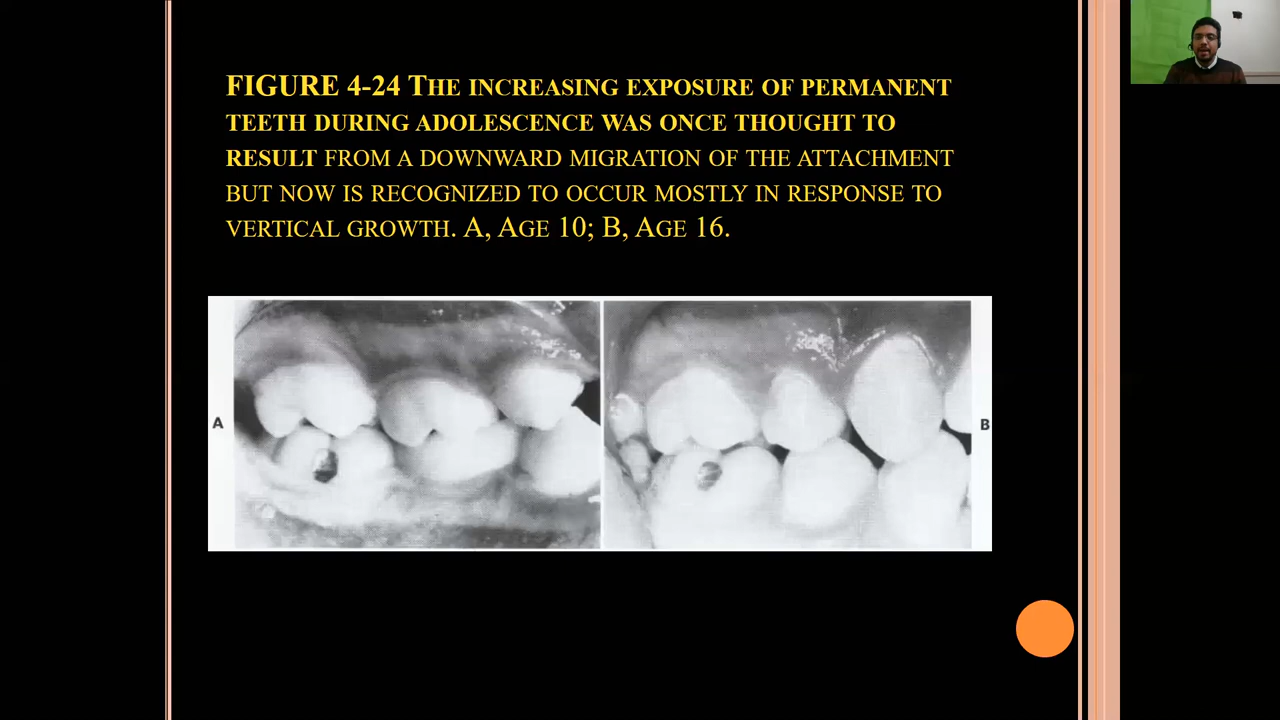 FIGURE 4-24 THE INCREASING EXPOSURE OF PERMANENT
TEETH DURING ADOLESCENCE WAS ONCE THOUGHT TO
RESULT FROM A DOWNWARD MIGRATION OF THE ATTACHMENT
BUT NOW IS RECOGNIZED TO OCCUR MOSTLY IN RESPONSE TO
VERTICAL GROWTH. A, AGE 10; B, AGE 16.
A
B